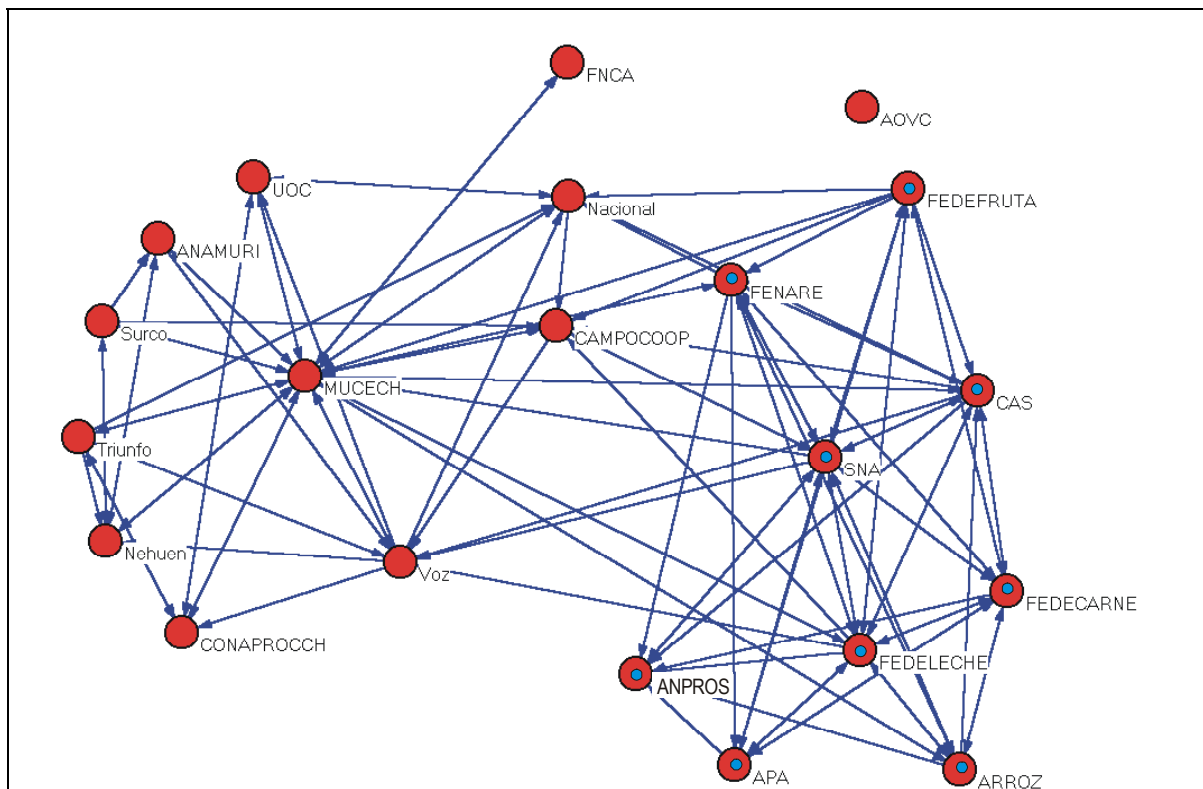 FNCA
AOVC
UOC
Nacional
FEDEFRUTA
ANAMURI
FENARE
Surco
CAMPOCOOP
MUCECH
CAS
Triunfo
SNA
Nehuen
Voz
FEDECARNE
CONAPROCCH
FEDELECHE
ANPROS
APA
ARROZ